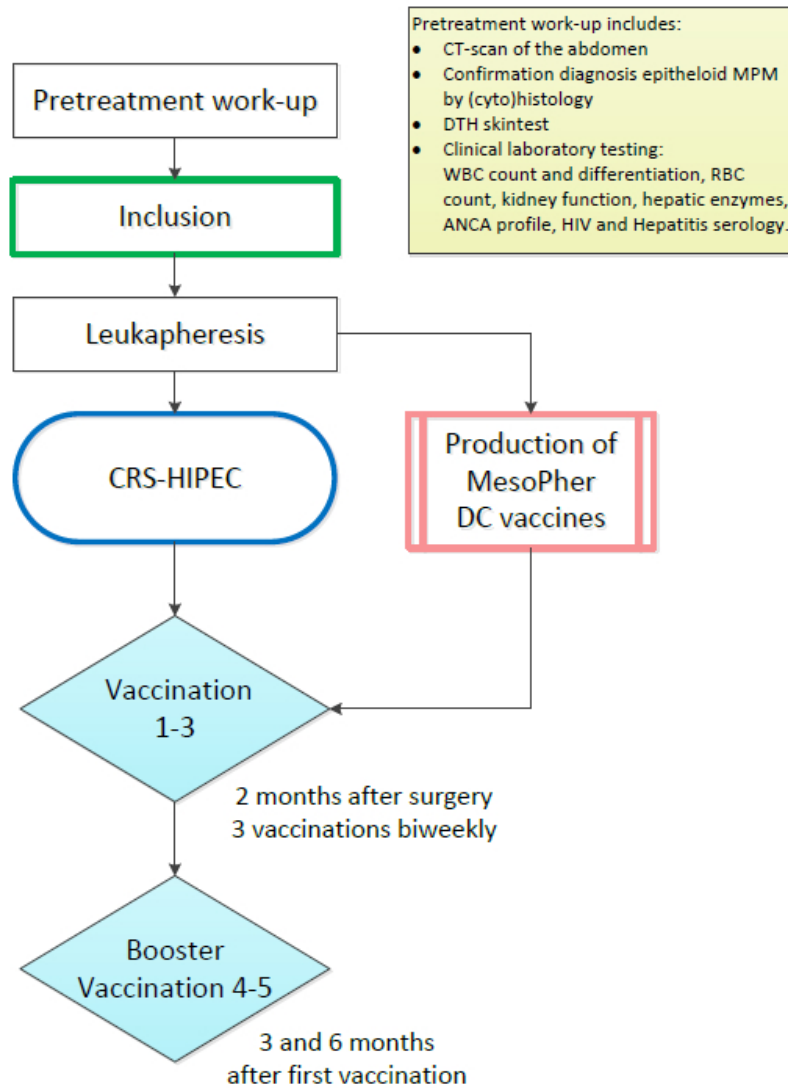 Pretreatment work-up includes:
• CT-scan of the abdomen
• Confirmation diagnosis epitheloid MPM
by (cyto)histology
• DTH skintest
• Clinical laboratory testing:
WBC count and differentiation, RBC
count, kidney function, hepatic enzymes,
ANCA profile, HIV and Hepatitis serology.
Pretreatment work-up
Inclusion
Leukapheresis
CRS-HIPEC
Production of
MesoPher
DC vaccines
Vaccination
1-3
2 months after surgery
3 vaccinations biweekly
Booster
Vaccination 4-5
3 and 6 months
after first vaccination